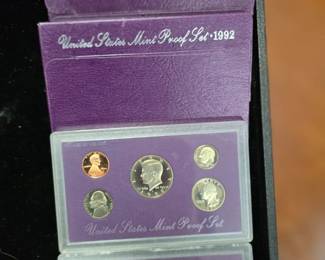 United States Mint Proof Set • 1992
United States Mint Proof Set